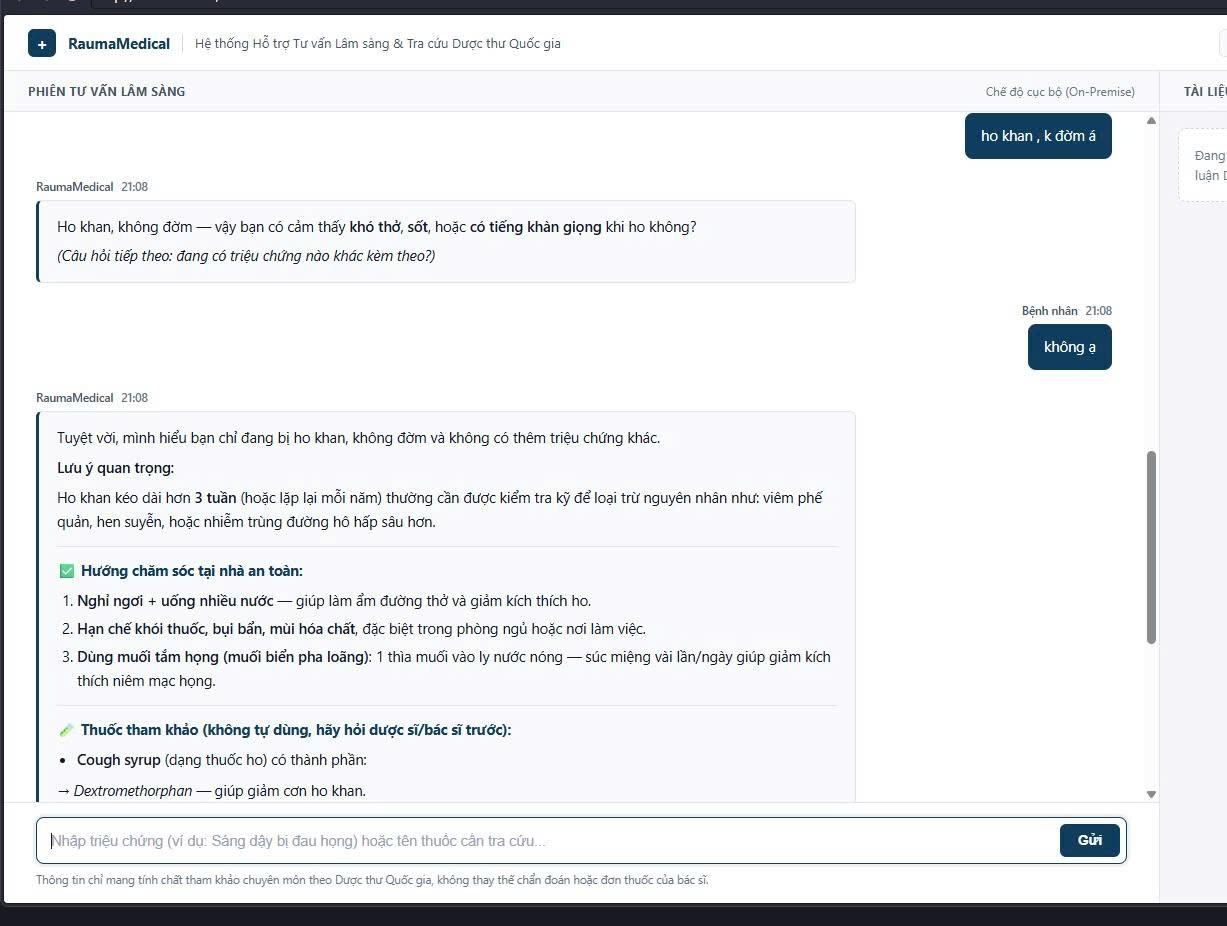 + RaumaMedical Hệ thống Hỗ trợ Tư vấn Lâm sàng & Tra cứu Dược thư Quốc gia
PHIÊN TƯ VẤN LÂM SÀNG
Chế độ cục bộ (On-Premise)
TÀI LIỆU
Đang
luận
ho khan , k đờm á
RaumaMedical 21:08
Ho khan, không đờm — vậy bạn có cảm thấy khó thở, sốt, hoặc có tiếng khàn giọng khi ho không?
(Câu hỏi tiếp theo: đang có triệu chứng nào khác kèm theo?)
Bệnh nhân 21:08
không ạ
RaumaMedical 21:08
Tuyệt vời, mình hiểu bạn chỉ đang bị ho khan, không đờm và không có thêm triệu chứng khác.
Lưu ý quan trọng:
Ho khan kéo dài hơn 3 tuần (hoặc lặp lại mỗi năm) thường cần được kiểm tra kỹ để loại trừ nguyên nhân như: viêm phế
quản, hen suyễn, hoặc nhiễm trùng đường hô hấp sâu hơn.
✅ Hướng chăm sóc tại nhà an toàn:
1. Nghỉ ngơi + uống nhiều nước — giúp làm ẩm đường thở và giảm kích thích ho.
2. Hạn chế khói thuốc, bụi bẩn, mùi hóa chất, đặc biệt trong phòng ngủ hoặc nơi làm việc.
3. Dùng muối tắm họng (muối biển pha loãng): 1 thìa muối vào ly nước nóng — súc miệng vài lần/ngày giúp giảm kích
thích niêm mạc họng.
Thuốc tham khảo (không tự dùng, hãy hỏi dược sĩ/bác sĩ trước):
• Cough syrup (dạng thuốc ho) có thành phần:
→ Dextromethorphan — giúp giảm cơn ho khan.
Nhập triệu chứng (ví dụ: Sáng dậy bị đau họng) hoặc tên thuốc cần tra cứu...
Gửi
Thông tin chỉ mang tính chất tham khảo chuyên môn theo Dược thư Quốc gia, không thay thế chẩn đoán hoặc đơn thuốc của bác sĩ.